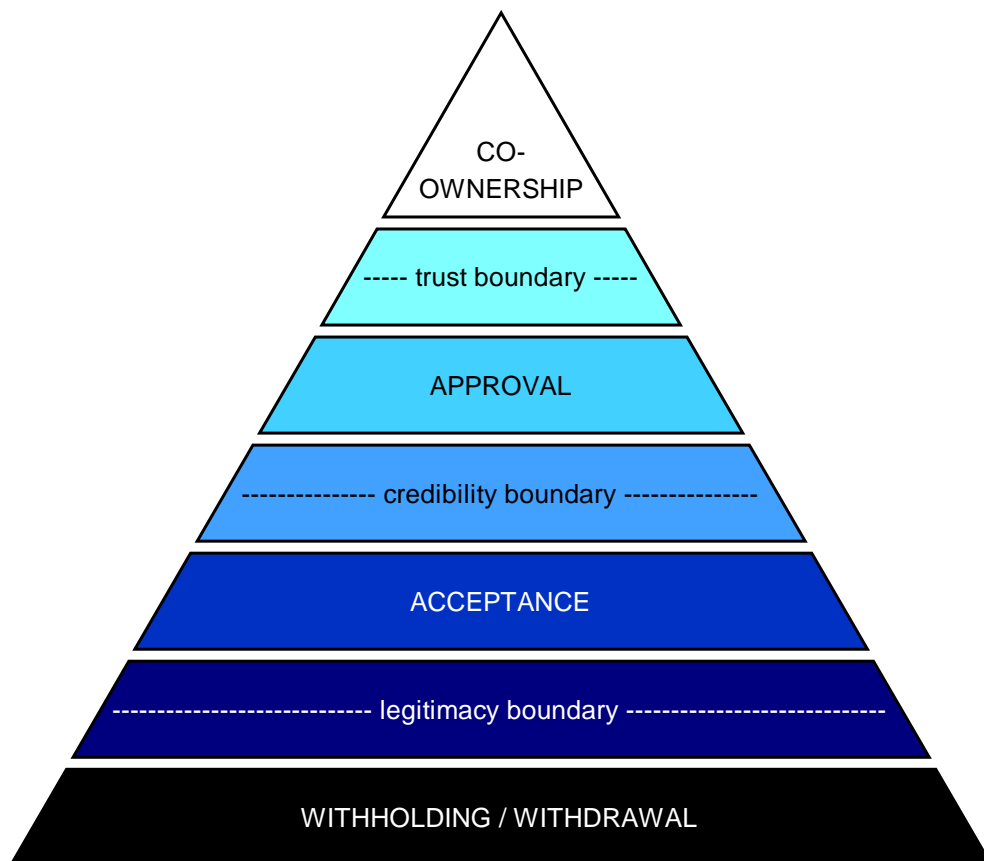 CO-
OWNERSHIP
----- trust boundary -----
APPROVAL
--------------- credibility boundary ---------------
ACCEPTANCE
----------------------------- legitimacy boundary -----------------------------
WITHHOLDING / WITHDRAWAL